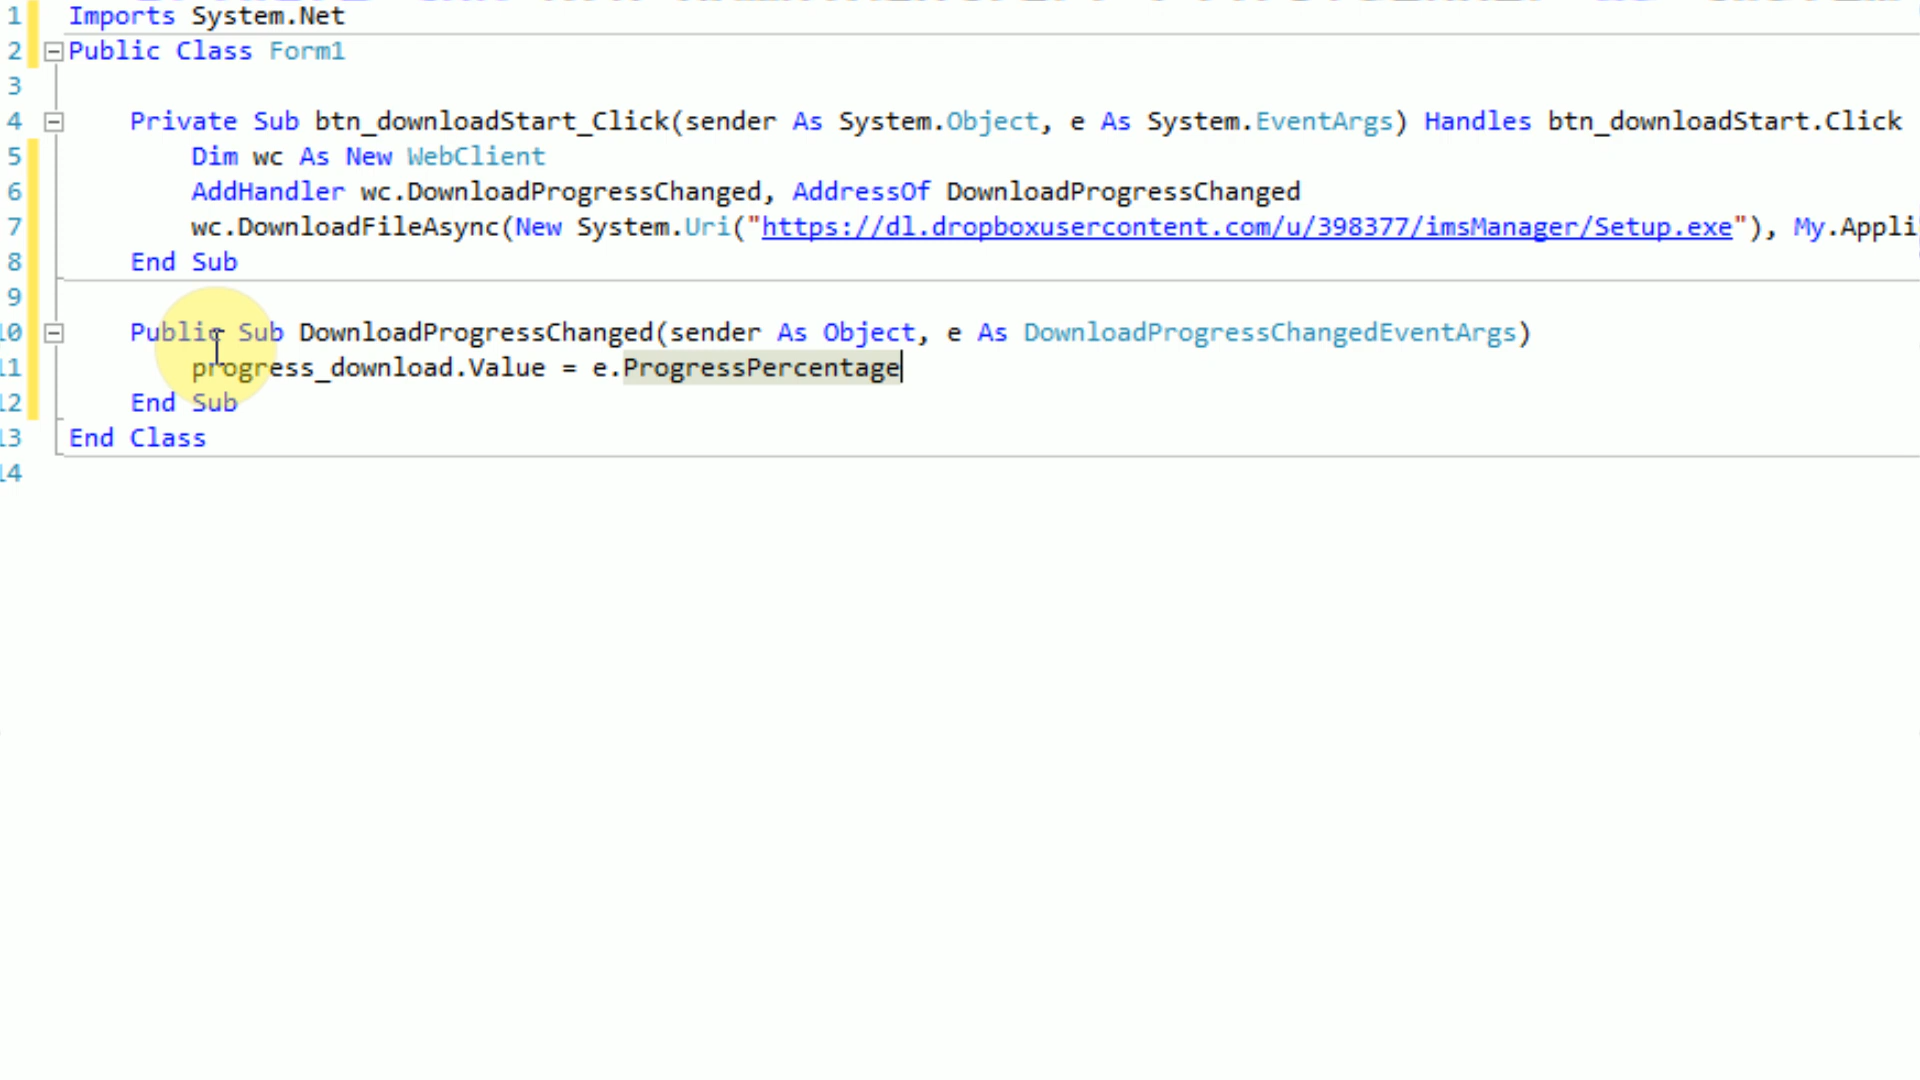 1 Imports System.Net
2 Public Class Form1
3
4 Private Sub btn_downloadStart_Click(sender As System.Object, e As System.EventArgs) Handles btn_downloadStart.Click
5 Dim wc As New WebClient
6 AddHandler wc.DownloadProgressChanged, AddressOf DownloadProgressChanged
7 wc.DownloadFileAsync(New System.Uri("https://dl.dropboxusercontent.com/u/398377/imsManager/Setup.exe"), My.Appli
8 End Sub
9
10 Public Sub DownloadProgressChanged(sender As Object, e As DownloadProgressChangedEventArgs)
11 progress_download.Value = e.ProgressPercentage
12 End Sub
13 End Class
14